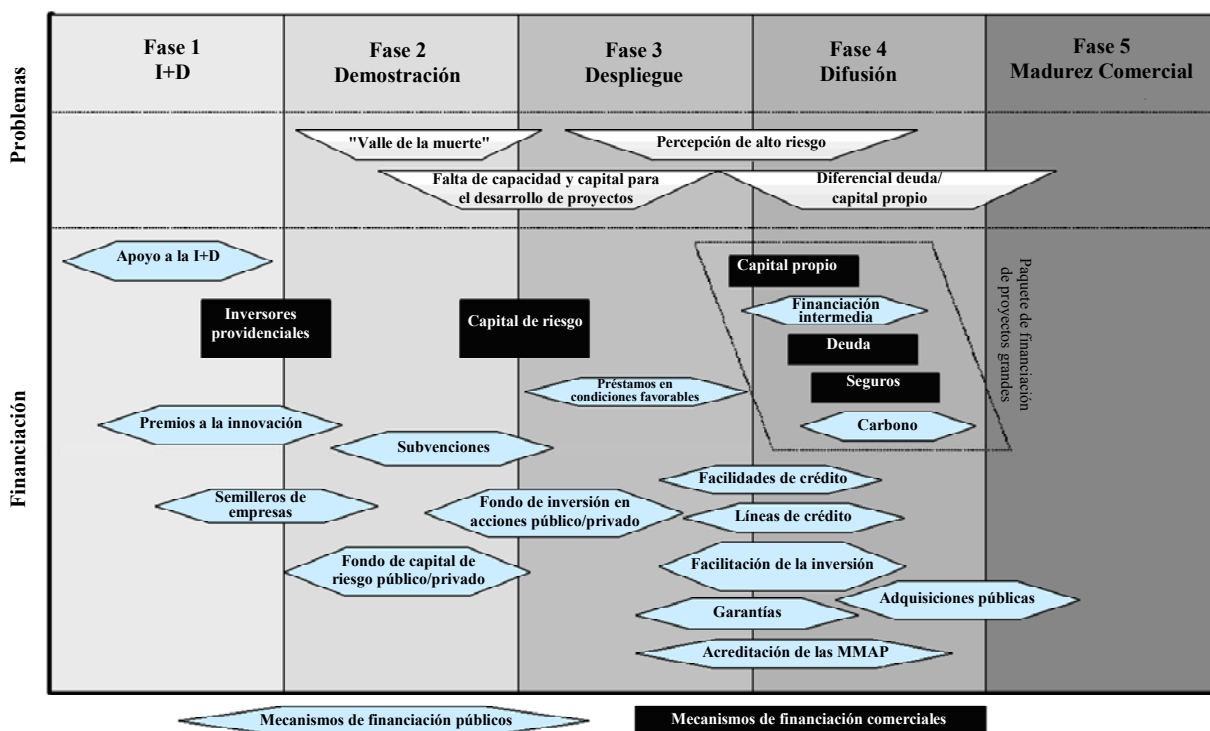 Fase 1
I+D
Fase 2
Demostración
Fase 3
Despliegue
Fase 4
Difusión
Fase 5
Madurez Comercial
Problemas
"Valle de la muerte"
Percepción de alto riesgo
Falta de capacidad y capital para
el desarrollo de proyectos
Diferencial deuda/
capital propio
Financiación
Apoyo a la I+D
Inversores
providenciales
Capital de riesgo
Capital propio
Financiación
intermedia
Deuda
Seguros
Carbono
Paquete de financiación
de proyectos grandes
Préstamos en
condiciones favorables
Premios a la innovación
Subvenciones
Facilidades de crédito
Semilleros de
empresas
Fondo de inversión en
acciones público/privado
Líneas de crédito
Fondo de capital de
riesgo público/privado
Facilitación de la inversión
Adquisiciones públicas
Garantías
Acreditación de las MMAP
Mecanismos de financiación públicos
Mecanismos de financiación comerciales